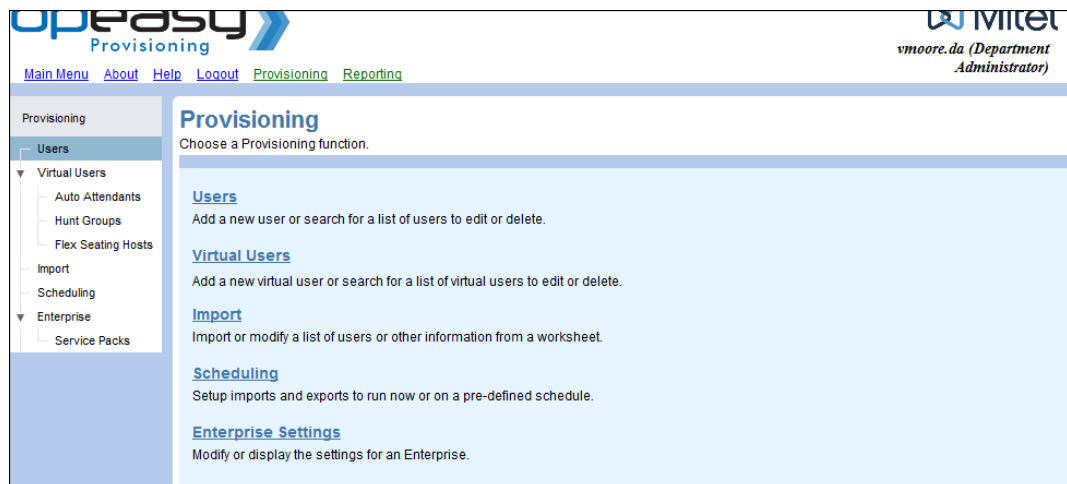 opeasy
Provisioning
Mitel
vmoore.da (Department
Administrator)
Main Menu About Help Logout Provisioning Reporting
Provisioning
Users
Virtual Users
Auto Attendants
Hunt Groups
Flex Seating Hosts
Import
Scheduling
Enterprise
Service Packs
Provisioning
Choose a Provisioning function.
Users
Add a new user or search for a list of users to edit or delete.
Virtual Users
Add a new virtual user or search for a list of virtual users to edit or delete.
Import
Import or modify a list of users or other information from a worksheet.
Scheduling
Setup imports and exports to run now or on a pre-defined schedule.
Enterprise Settings
Modify or display the settings for an Enterprise.